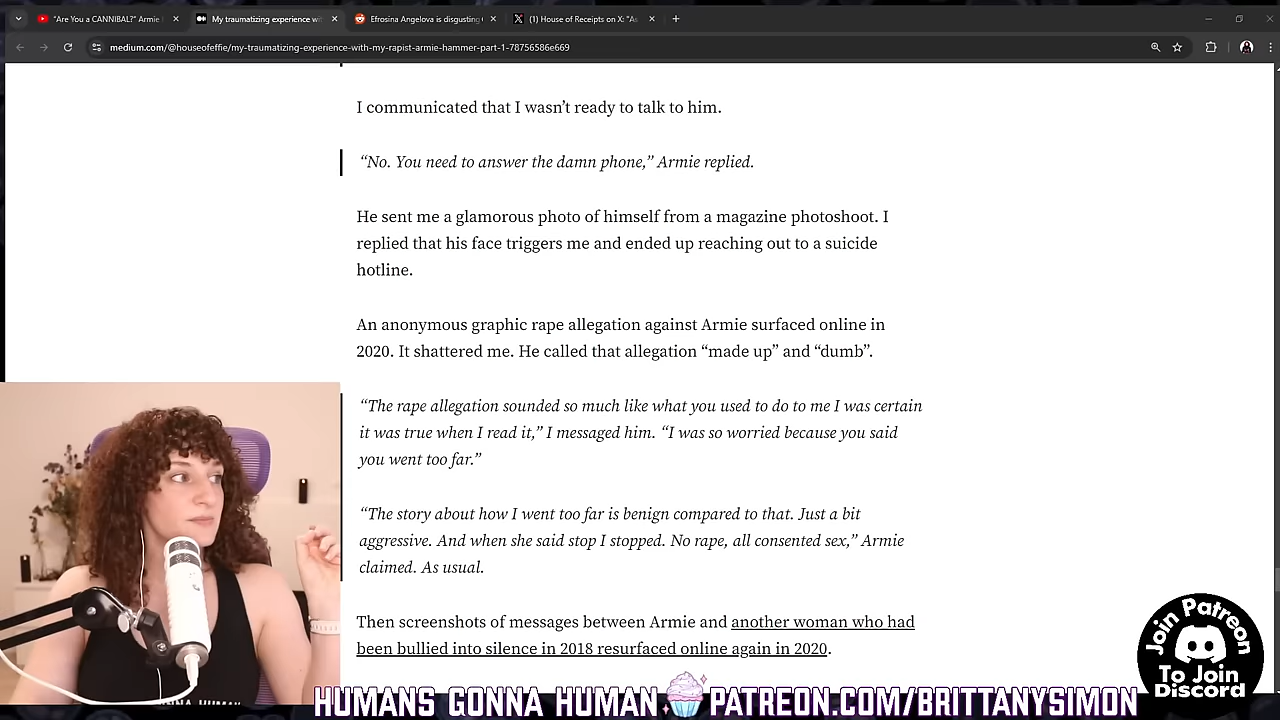 "Are You a CANNIBAL?" Armie
My traumatizing experience wi
Efrosina Angelova is disgusting
(1) House of Receipts on X: "As
medium.com/@houseofeffie/my-traumatizing-experience-with-my-rapist-armie-hammer-part-1-78756586e669
I communicated that I wasn't ready to talk to him.
"No. You need to answer the damn phone," Armie replied.
He sent me a glamorous photo of himself from a magazine photoshoot. I
replied that his face triggers me and ended up reaching out to a suicide
hotline.
An anonymous graphic rape allegation against Armie surfaced online in
2020. It shattered me. He called that allegation "made up" and "dumb".
"The rape allegation sounded so much like what you used to do to me I was certain
it was true when I read it," I messaged him. "I was so worried because you said
you went too far."
"The story about how I went too far is benign compared to that. Just a bit
aggressive. And when she said stop I stopped. No rape, all consented sex," Armie
claimed. As usual.
Then screenshots of messages between Armie and another woman who had
been bullied into silence in 2018 resurfaced online again in 2020.
Join Patreon
To Join
Discord
HUMANS GONNA HUMAN PATREON.COM/BRITTANYSIMON